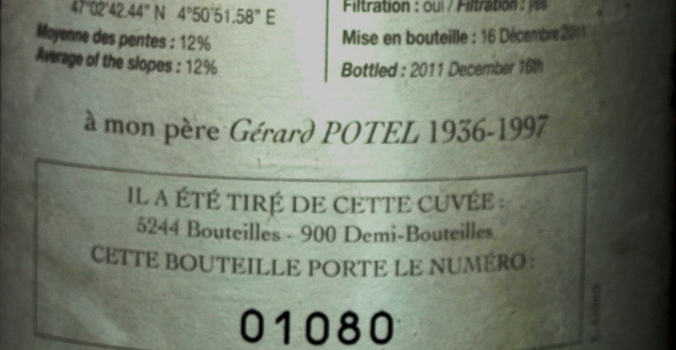 47°02'42.44" N 4°50'51.58" E
Moyenne des pentes : 12%
Average of the slopes : 12%
Filtration : oui / Filtration : yes
Mise en bouteille : 16 Décembre 2011
Bottled : 2011 December 16th
à mon père Gérard POTEL 1936-1997
IL A ÉTÉ TIRÉ DE CETTE CUVÉE :
5244 Bouteilles - 900 Demi-Bouteilles
CETTE BOUTEILLE PORTE LE NUMÉRO :
01080